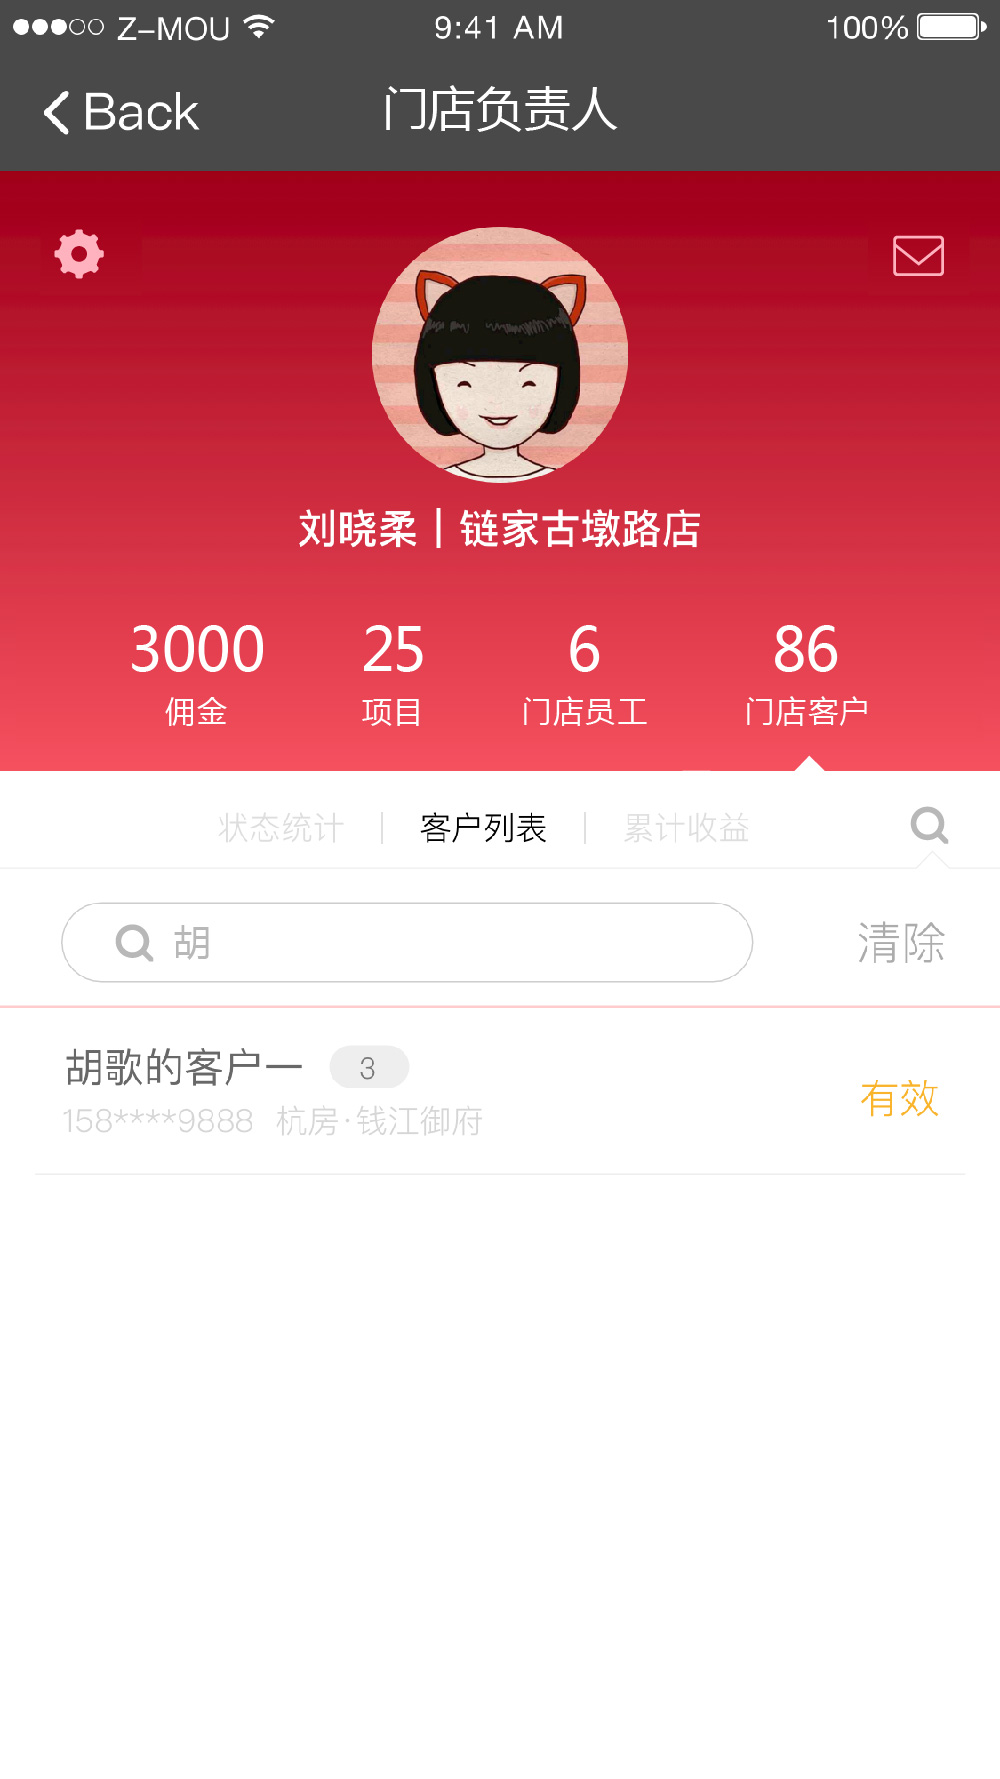 Z-MOU 9:41 AM 100%
Back 门店负责人
刘晓柔 | 链家古墩路店
3000 25 6 86
佣金 项目 门店员工 门店客户
状态统计 | 客户列表 | 累计收益
胡 清除
胡歌的客户一 3
158****9888 杭房·钱江御府
有效